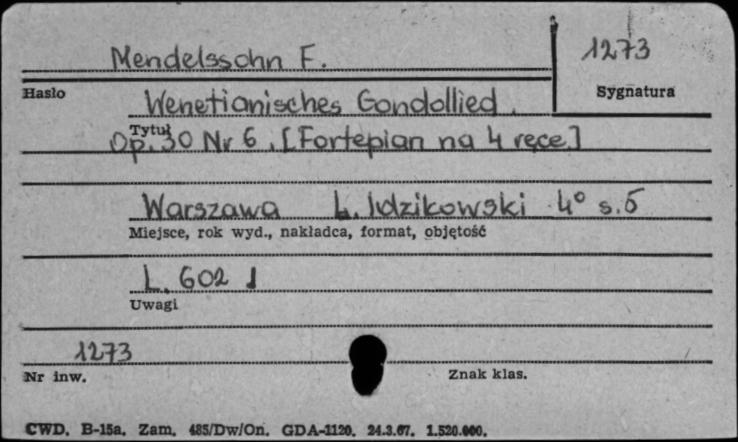 Mendelssohn F.
1273
Hasło
Sygnatura
Wenetianisches Gondollied.
Tytuł
Op. 30 Nr 6. [Fortepian na 4 ręce]
Warszawa L. Idzikowski 4° s. 5
Miejsce, rok wyd., nakładca, format, objętość
L. 602 J
Uwagi
1273
Nr inw.
Znak klas.
CWD. B-15a. Zam. 485/Dw/On. GDA-1120. 24.3.67. 1.520.000.